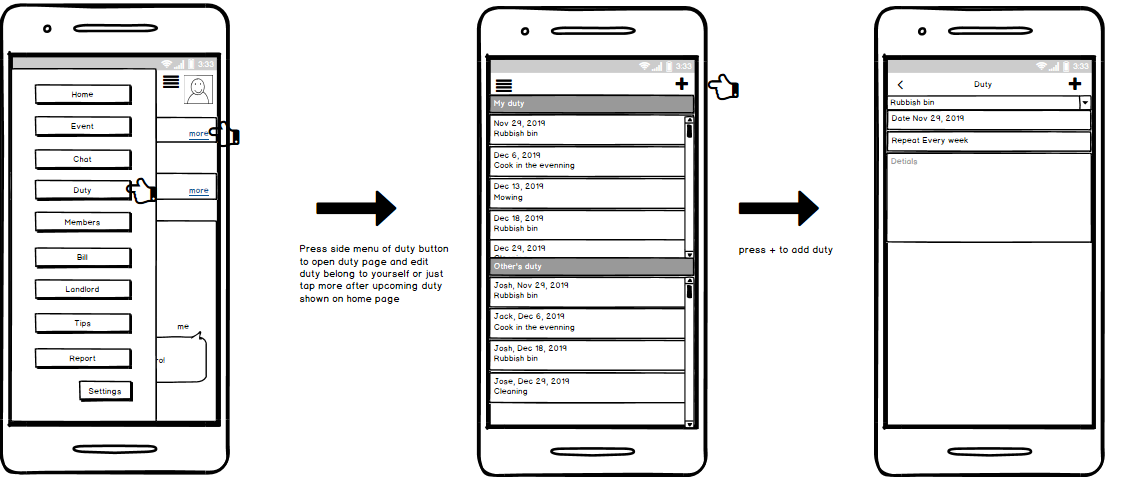 3:33
Home
Event
more
Chat
Duty
more
Members
Bill
Landlord
Tips
me
Report
rol
Settings
Press side menu of duty button
to open duty page and edit
duty belong to yourself or just
tap more after upcoming duty
shown on home page
3:33
My duty
Nov 29, 2019
Rubbish bin
Dec 6, 2019
Cook in the evenning
Dec 13, 2019
Mowing
Dec 18, 2019
Rubbish bin
Dec 29, 2019
Other's duty
Josh, Nov 29, 2019
Rubbish bin
Jack, Dec 6, 2019
Cook in the evenning
Josh, Dec 18, 2019
Rubbish bin
Jose, Dec 29, 2019
Cleaning
press + to add duty
3:33
Duty
Rubbish bin
Date Nov 29, 2019
Repeat Every week
Detials